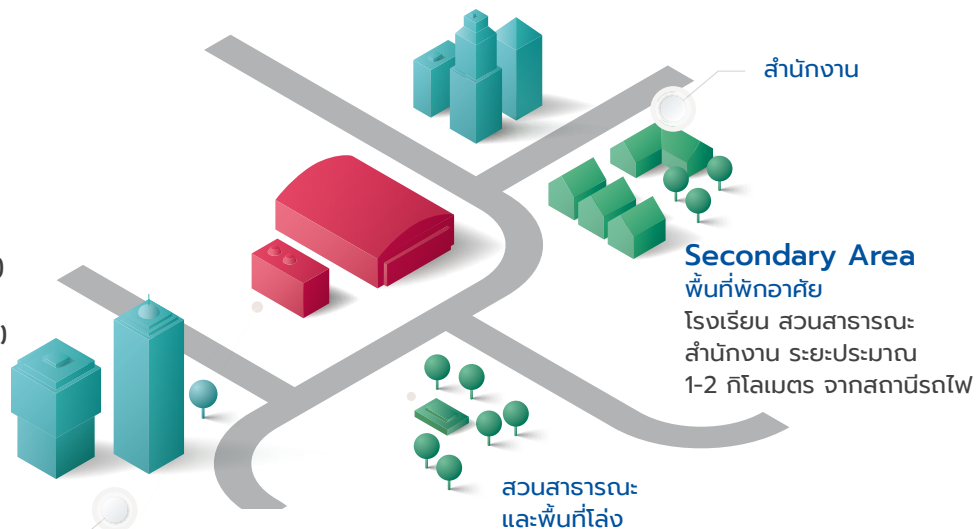 สำนักงาน
)
)
Secondary Area
พื้นที่พักอาศัย
โรงเรียน สวนสาธารณะ
สำนักงาน ระยะประมาณ
1-2 กิโลเมตร จากสถานีรถไฟ
สวนสาธารณะ
และพื้นที่โล่ง